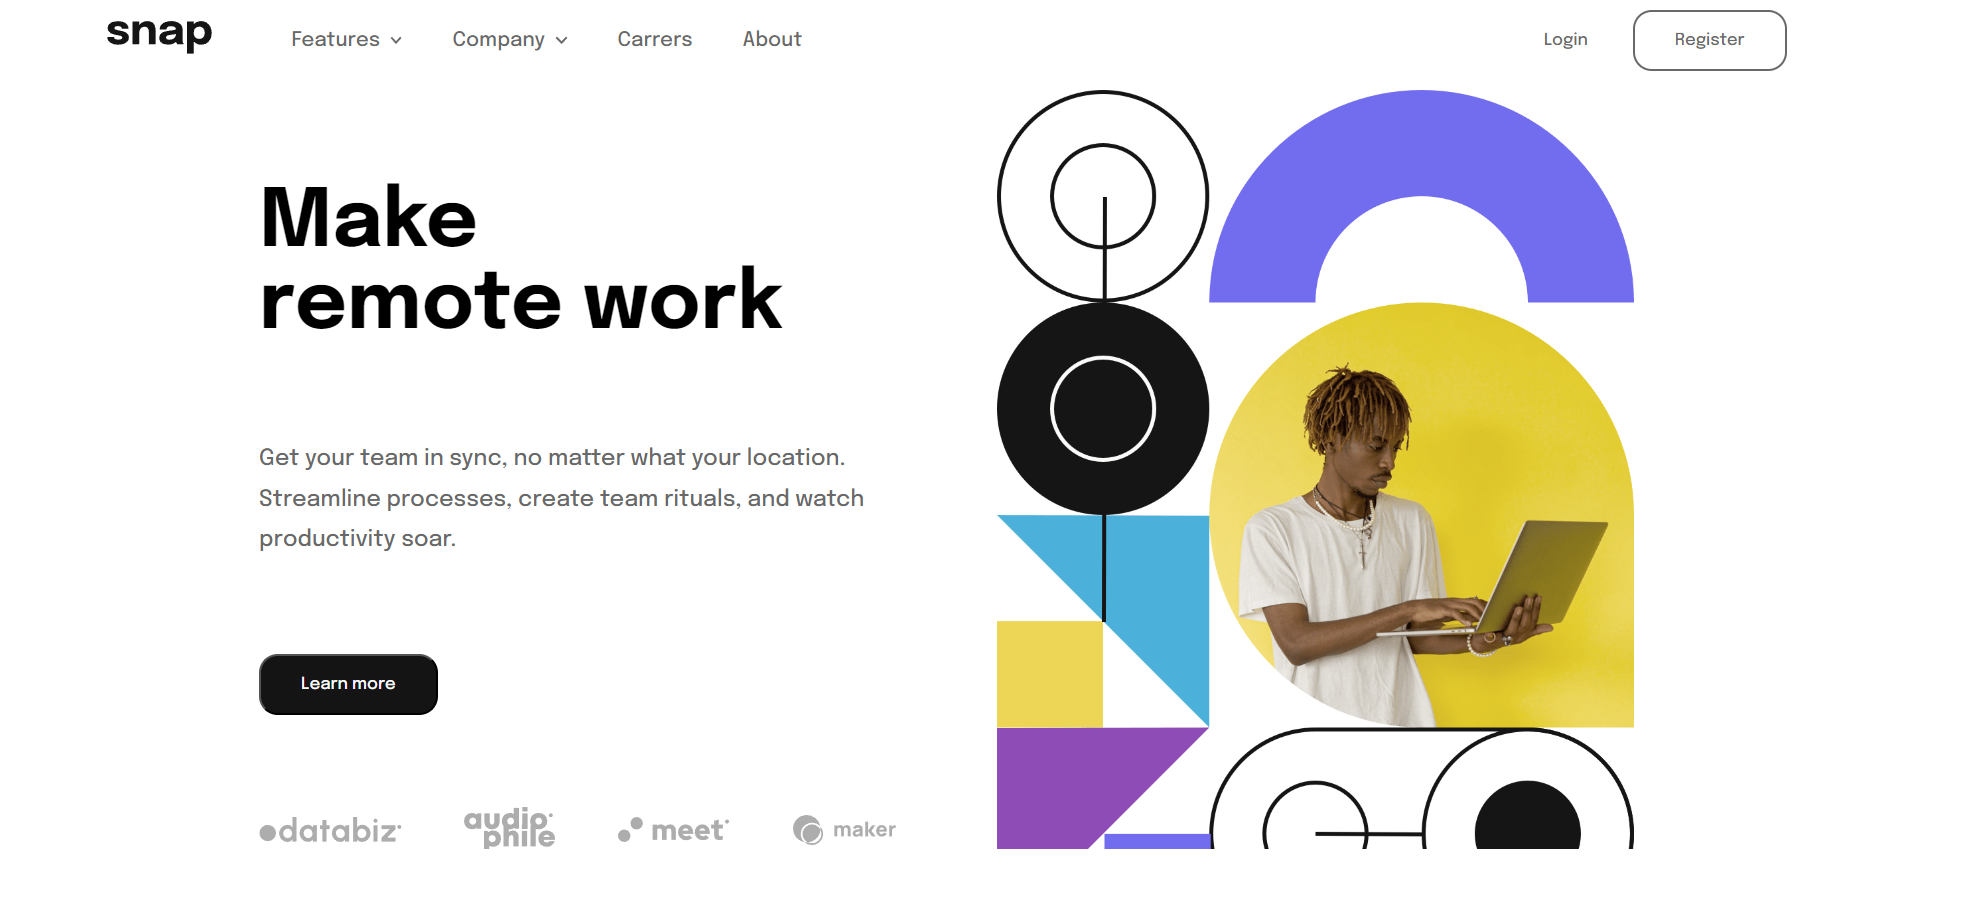 snap
Features
Company
Carrers
About
Login
Register
Make
remote work
Get your team in sync, no matter what your location.
Streamline processes, create team rituals, and watch
productivity soar.
Learn more
databiz
audio
phile
meet
maker